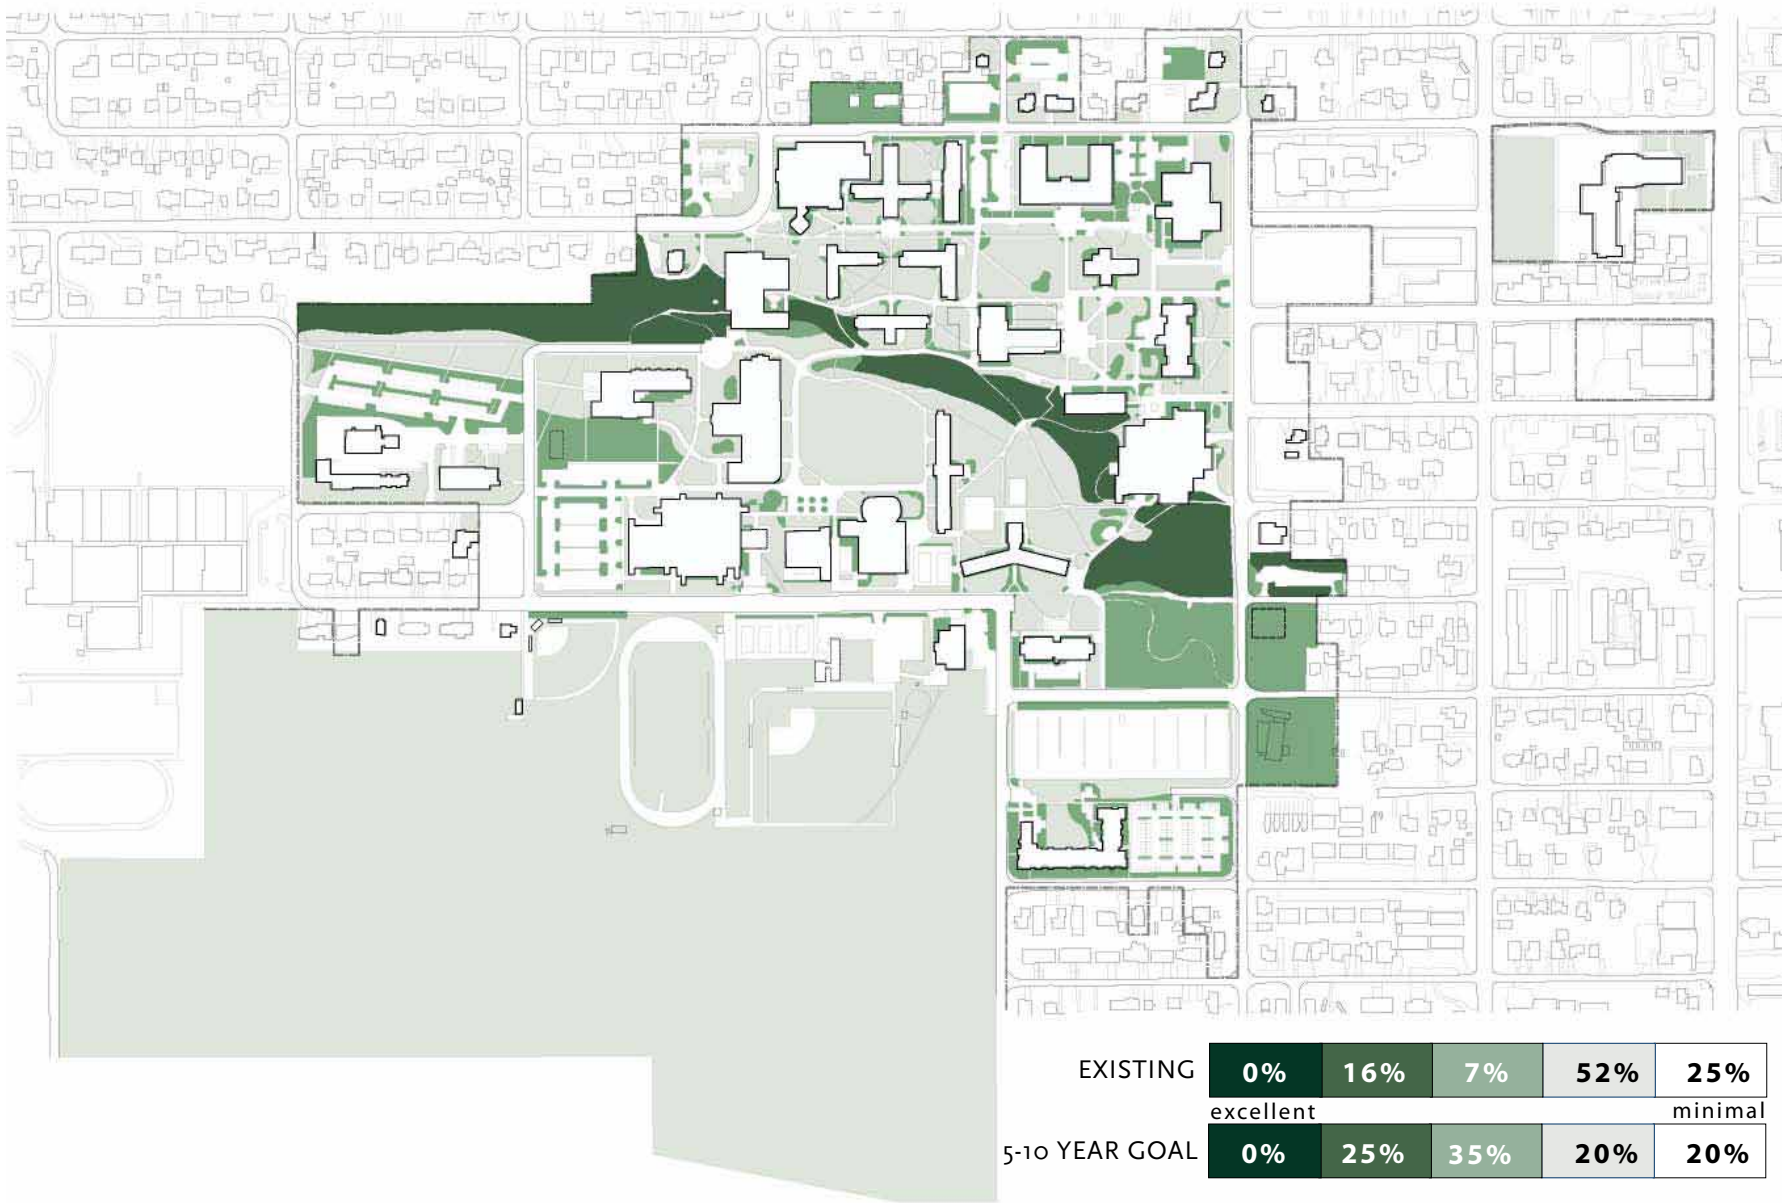 EXISTING 0% 16% 7% 52% 25%
excellent minimal
5-10 YEAR GOAL 0% 25% 35% 20% 20%